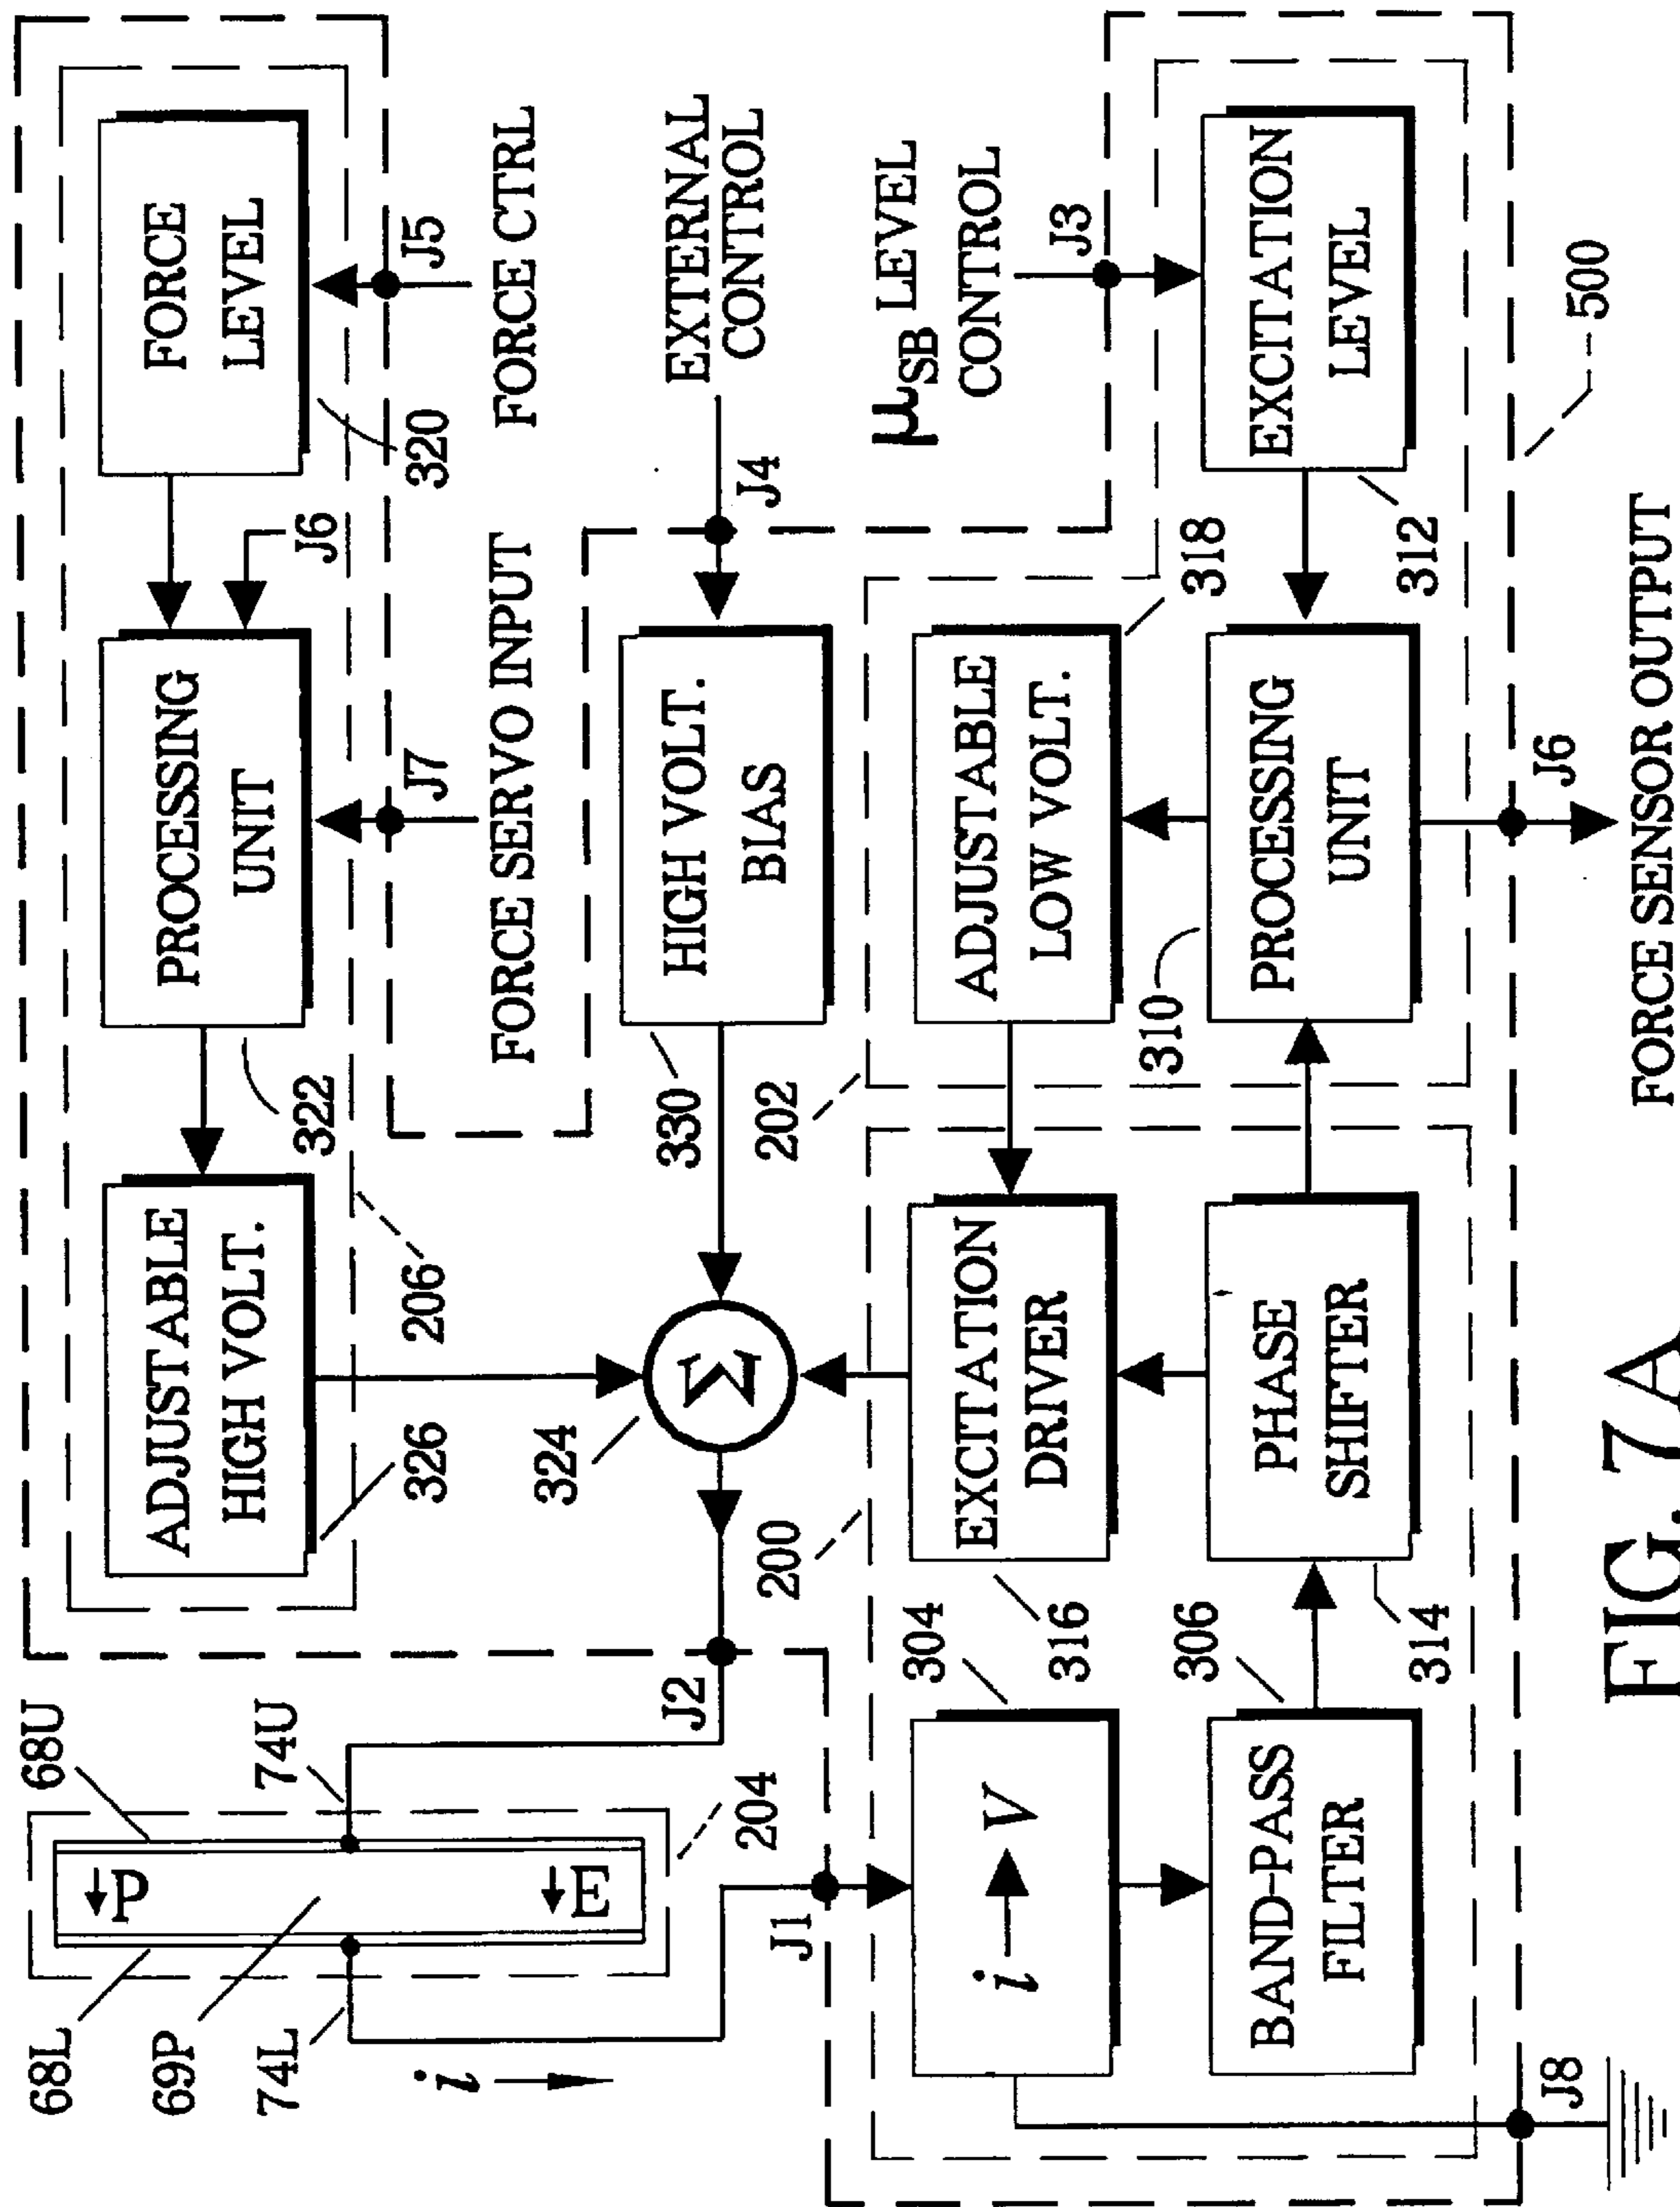 68L
68U
69P
P
E
74L
74U
204
i
J1
J2
ADJUSTABLE
HIGH VOLT.
326
206
PROCESSING
UNIT
322
FORCE
LEVEL
320
J6
J7
J5
FORCE SERVO INPUT
FORCE CTRL
324
Σ
330
HIGH VOLT.
BIAS
J4
EXTERNAL
CONTROL
200
202
304
i V
316
EXCITATION
DRIVER
ADJUSTABLE
LOW VOLT.
318
μSB LEVEL
CONTROL
J3
306
BAND-PASS
FILTER
314
PHASE
SHIFTER
310
PROCESSING
UNIT
312
EXCITATION
LEVEL
500
J8
J6
FORCE SENSOR OUTPUT
FIG. 7A